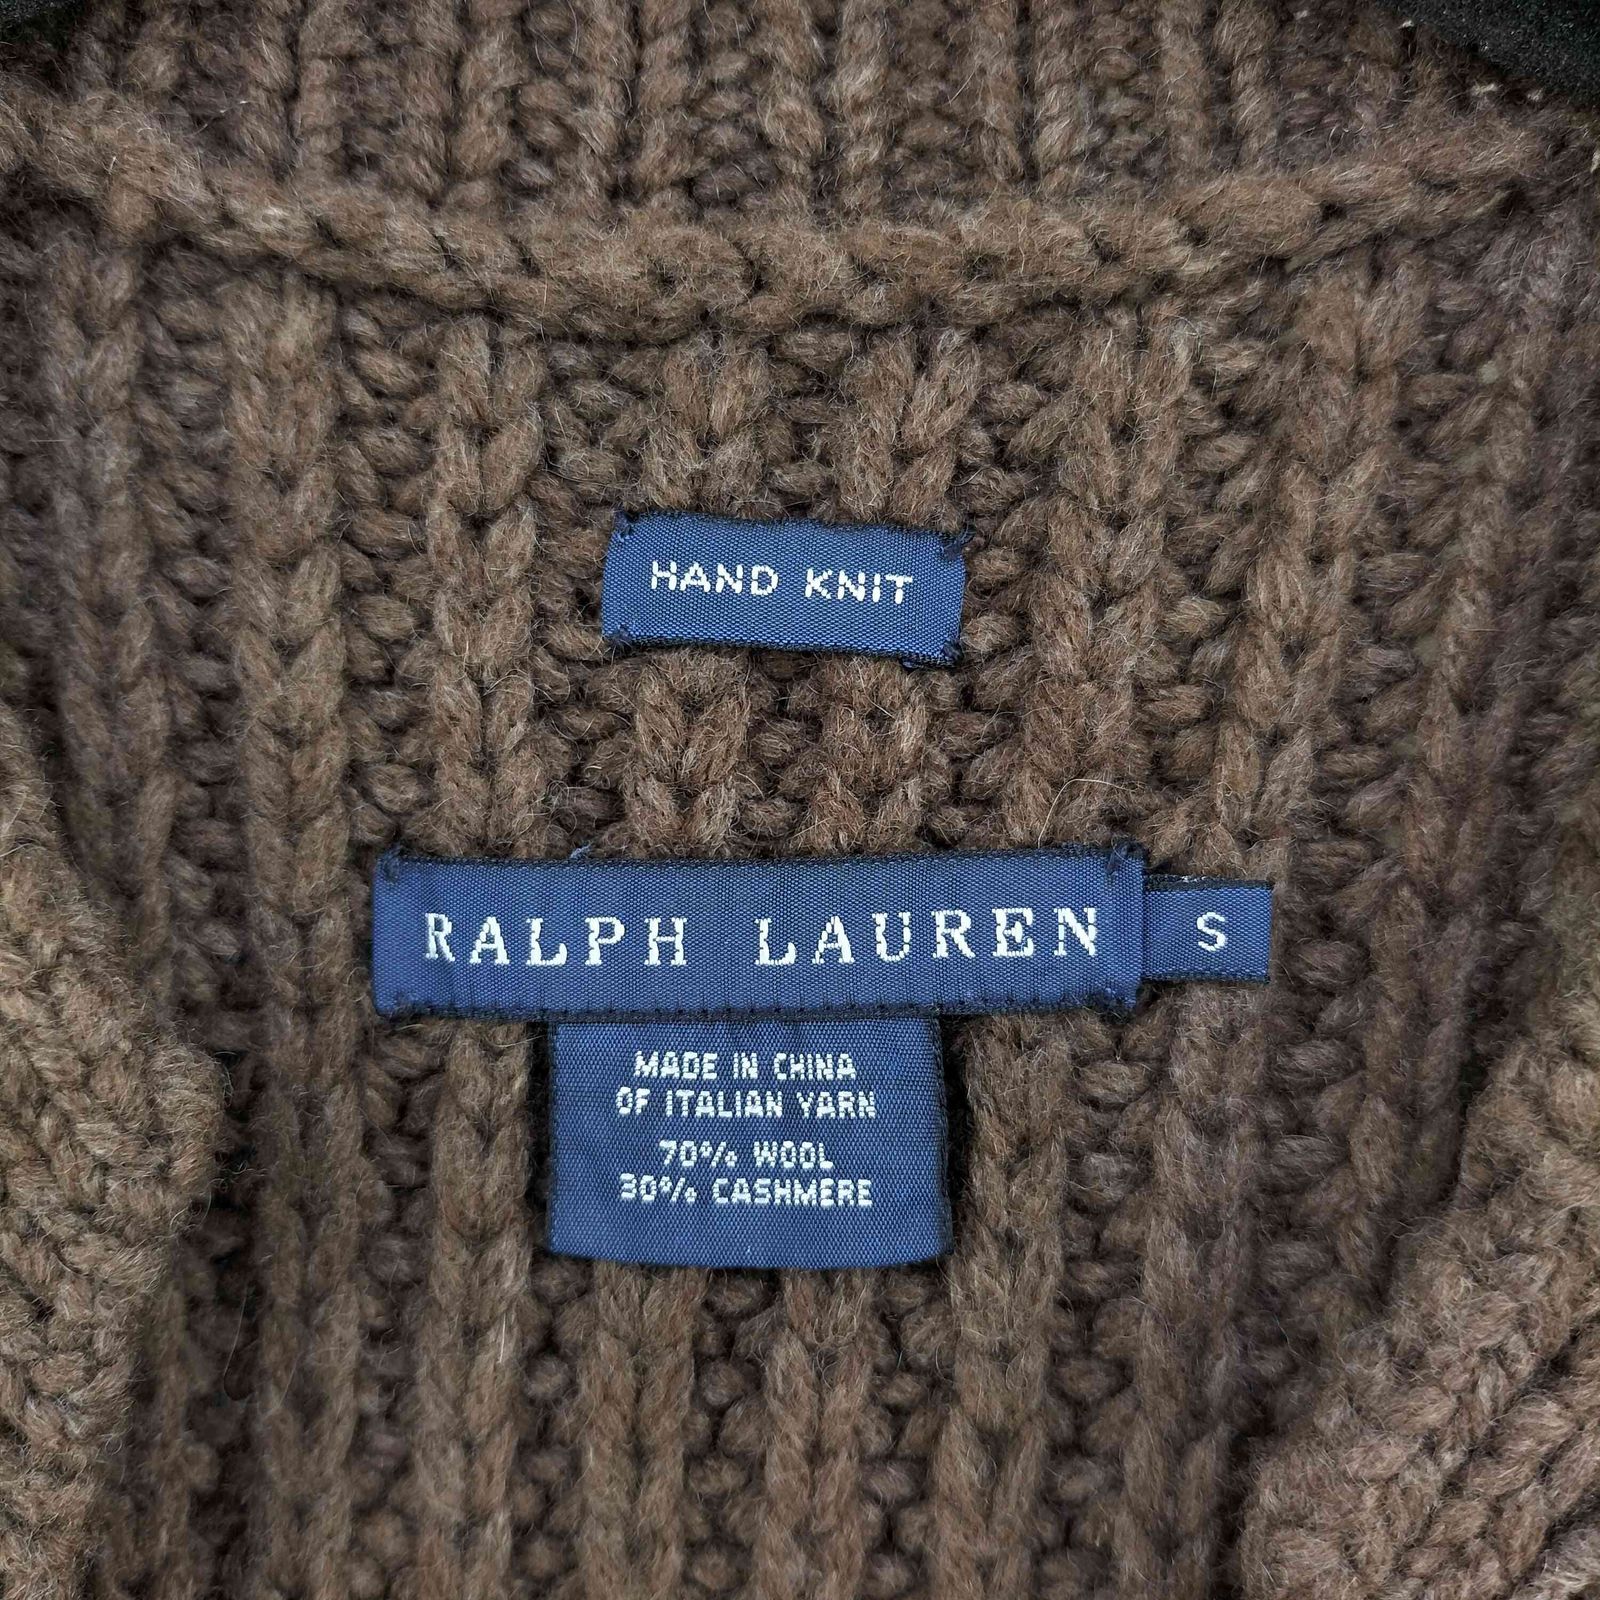 HAND KNIT
RALPH LAUREN S
MADE IN CHINA
OF ITALIAN YARN
70% WOOL
30% CASHMERE